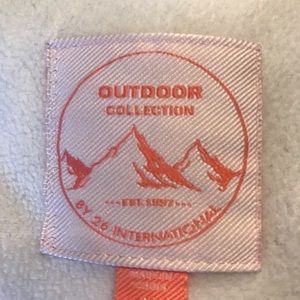 OUTDOOR
COLLECTION
EST. 1997
BY 26 INTERNATIONAL